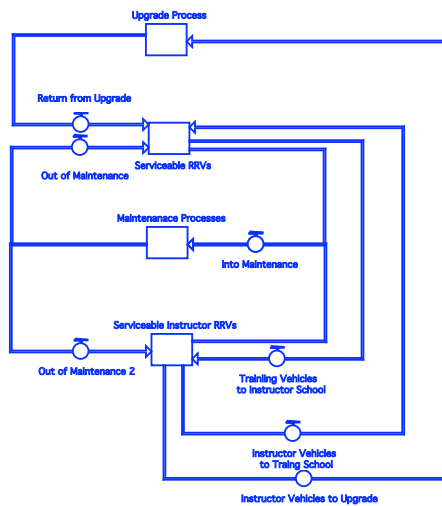 Upgrade Process
Return from Upgrade
Serviceable RRVs
Out of Maintenance
Maintenanace Processes
Into Maintenance
Serviceable Instructor RRVs
Out of Maintenance 2
Trainiing Vehicles
to Instructor School
Instructor Vehicles
to Traing School
Instructor Vehicles to Upgrade